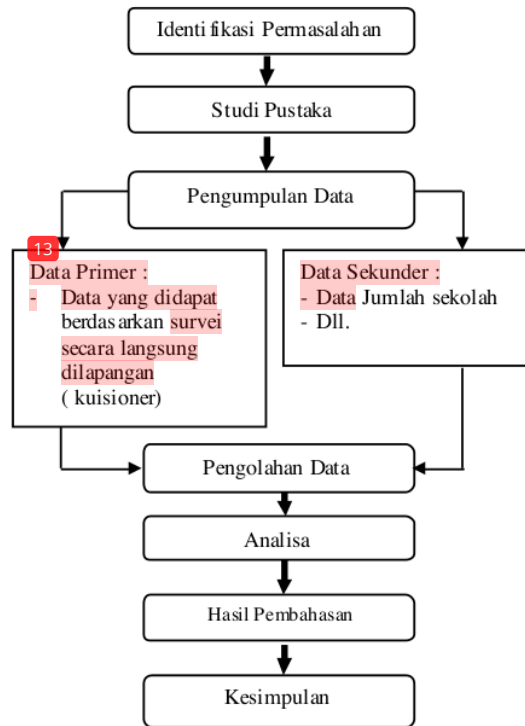 Identifikasi Permasalahan
Studi Pustaka
Pengumpulan Data
13
Data Primer :
- Data yang didapat
berdasarkan survei
secara langsung
dilapangan
( kuisioner)
Data Sekunder :
- Data Jumlah sekolah
- Dll.
Pengolahan Data
Analisa
Hasil Pembahasan
Kesimpulan